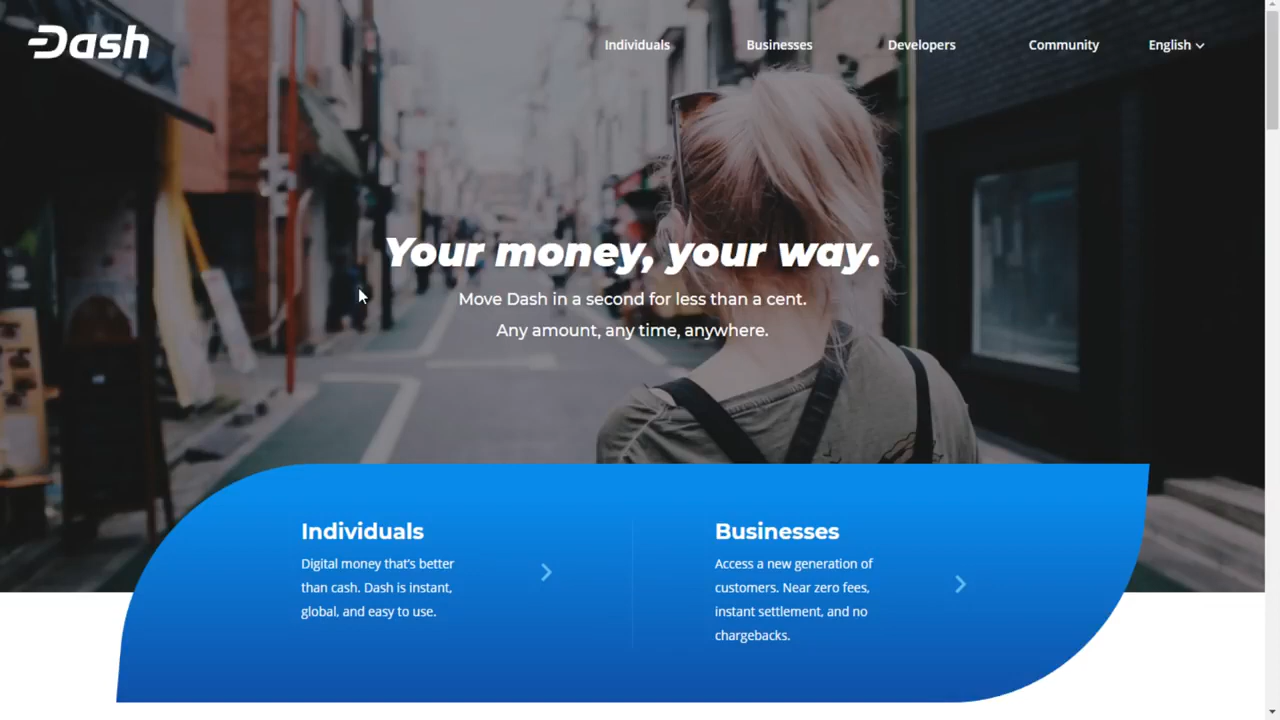 Dash
Individuals
Businesses
Developers
Community
English
Your money, your way.
Move Dash in a second for less than a cent.
Any amount, any time, anywhere.
Individuals
Digital money that's better
than cash. Dash is instant,
global, and easy to use.
Businesses
Access a new generation of
customers. Near zero fees,
instant settlement, and no
chargebacks.